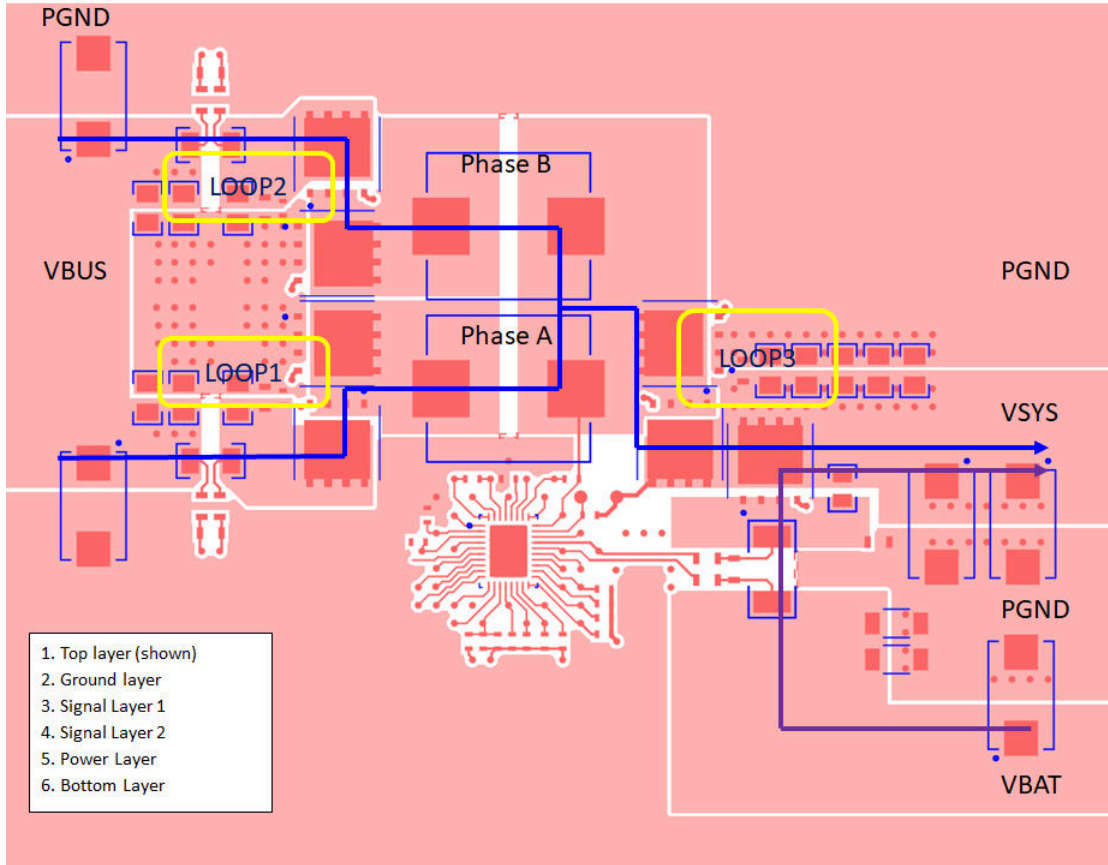 PGND
Phase B
LOOP2
VBUS
PGND
Phase A
LOOP1
LOOP3
VSYS
PGND
VBAT
1. Top layer (shown)
2. Ground layer
3. Signal Layer 1
4. Signal Layer 2
5. Power Layer
6. Bottom Layer